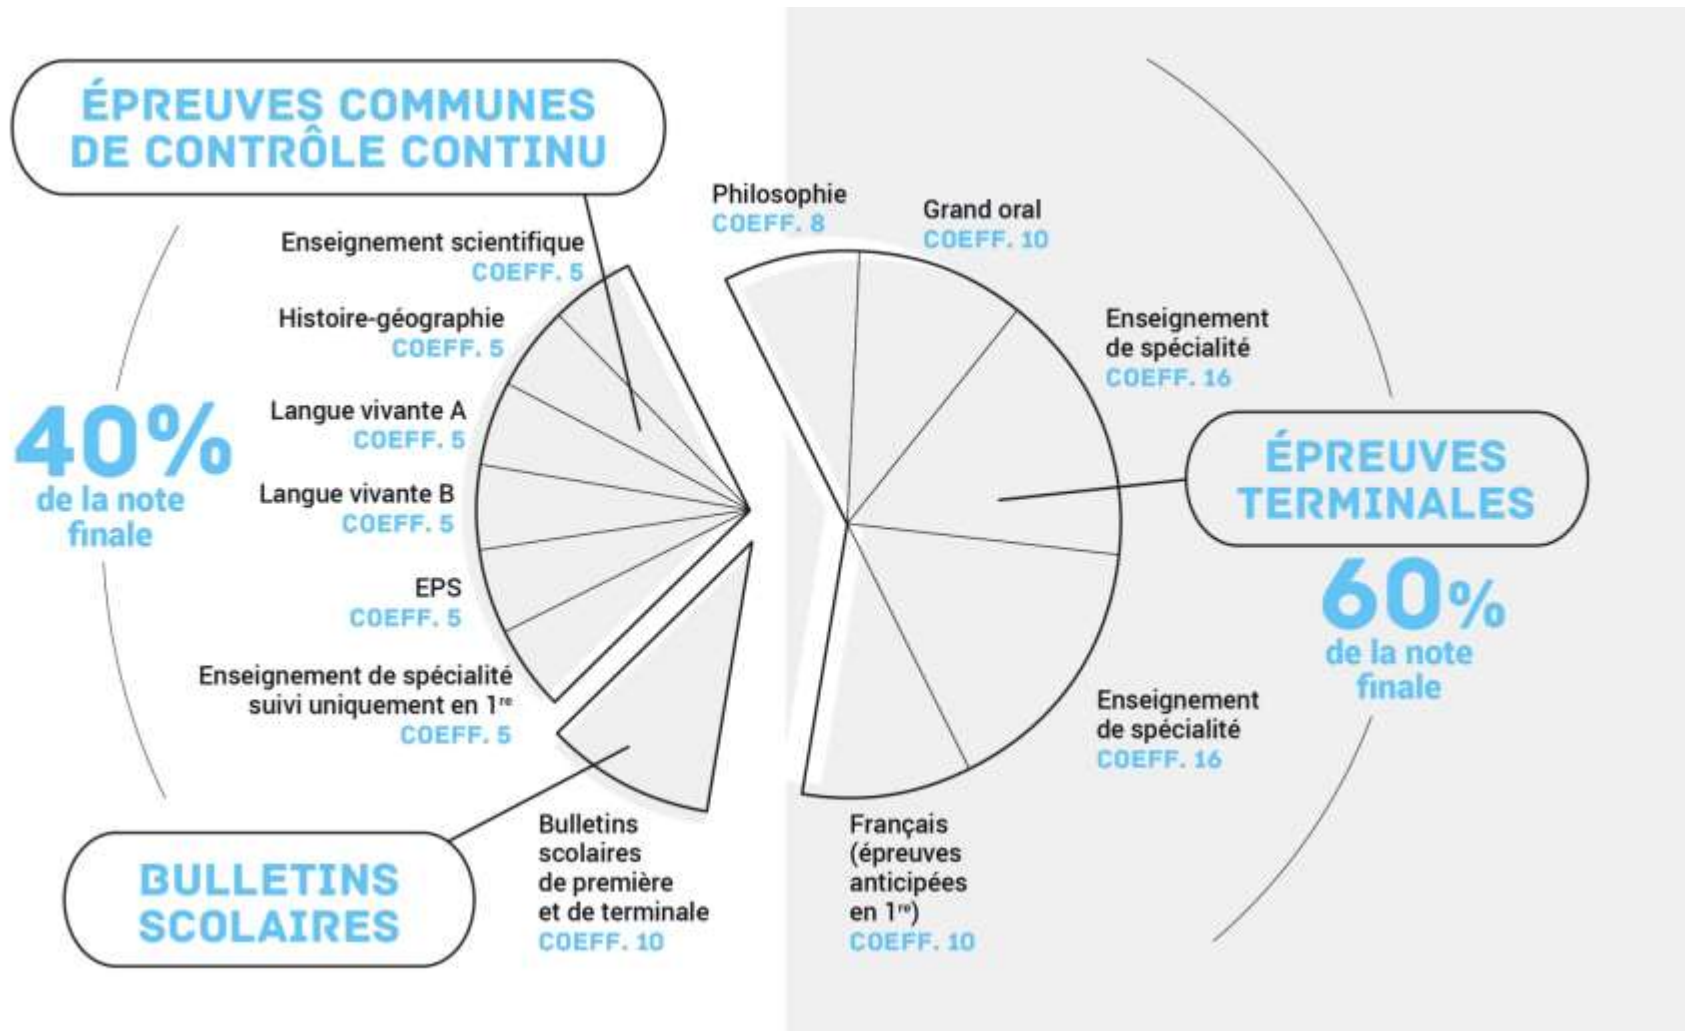 ÉPREUVES COMMUNES
DE CONTRÔLE CONTINU
Enseignement scientifique
COEFF. 5
Histoire-géographie
COEFF. 5
Langue vivante A
COEFF. 5
Langue vivante B
COEFF. 5
EPS
COEFF. 5
Enseignement de spécialité
suivi uniquement en 1re
COEFF. 5
40%
de la note
finale
BULLETINS
SCOLAIRES
Bulletins
scolaires
de première
et de terminale
COEFF. 10
Philosophie
COEFF. 8
Grand oral
COEFF. 10
Enseignement
de spécialité
COEFF. 16
ÉPREUVES
TERMINALES
60%
de la note
finale
Enseignement
de spécialité
COEFF. 16
Français
(épreuves
anticipées
en 1re)
COEFF. 10